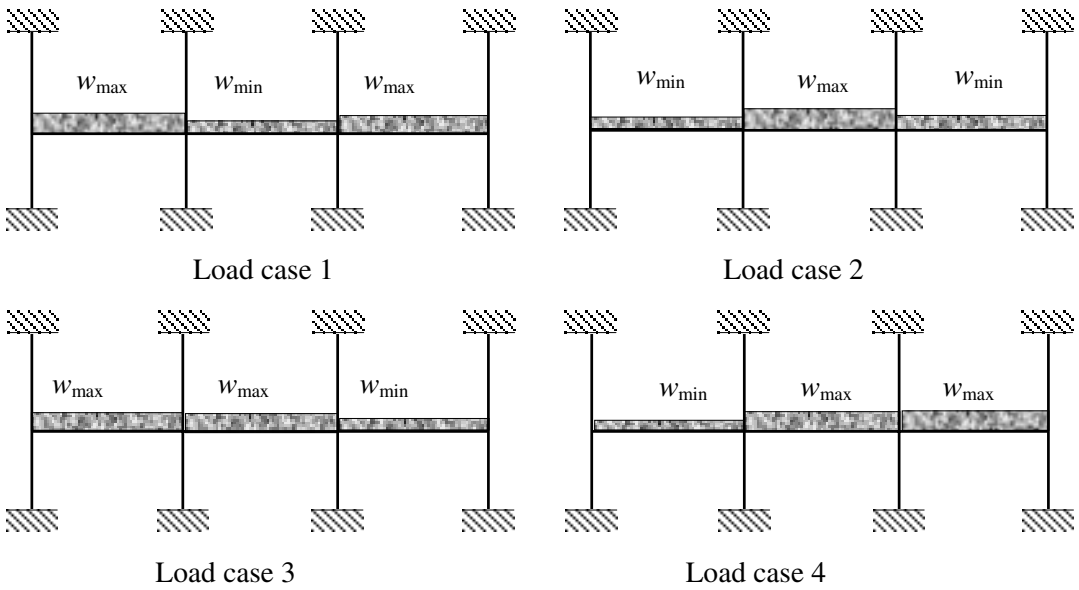 w_max w_min w_max
w_min w_max w_min
Load case 1
Load case 2
w_max w_max w_min
w_min w_max w_max
Load case 3
Load case 4